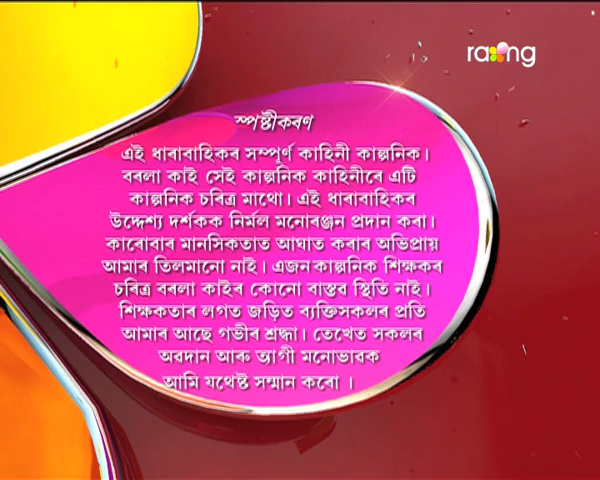 rang
স্পষ্টীকৰণ
এই ধাৰাবাহিকৰ সম্পূৰ্ণ কাহিনী কাল্পনিক।
বৰলা কাই সেই কাল্পনিক কাহিনীৰে এটি
কাল্পনিক চৰিত্ৰ মাথো। এই ধাৰাবাহিকৰ
উদ্দেশ্য দৰ্শকক নিৰ্মল মনোৰঞ্জন প্ৰদান কৰা।
কাৰোবাৰ মানসিকতাত আঘাত কৰাৰ অভিপ্ৰায়
আমাৰ তিলমানো নাই। এজন কাল্পনিক শিক্ষকৰ
চৰিত্ৰ বৰলা কাইৰ কোনো বাস্তৱ স্থিতি নাই।
শিক্ষকতাৰ লগত জড়িত ব্যক্তিসকলৰ প্ৰতি
আমাৰ আছে গভীৰ শ্ৰদ্ধা। তেখেত সকলৰ
অৱদান আৰু ত্যাগী মনোভাৱক
আমি যথেষ্ট সন্মান কৰো ।